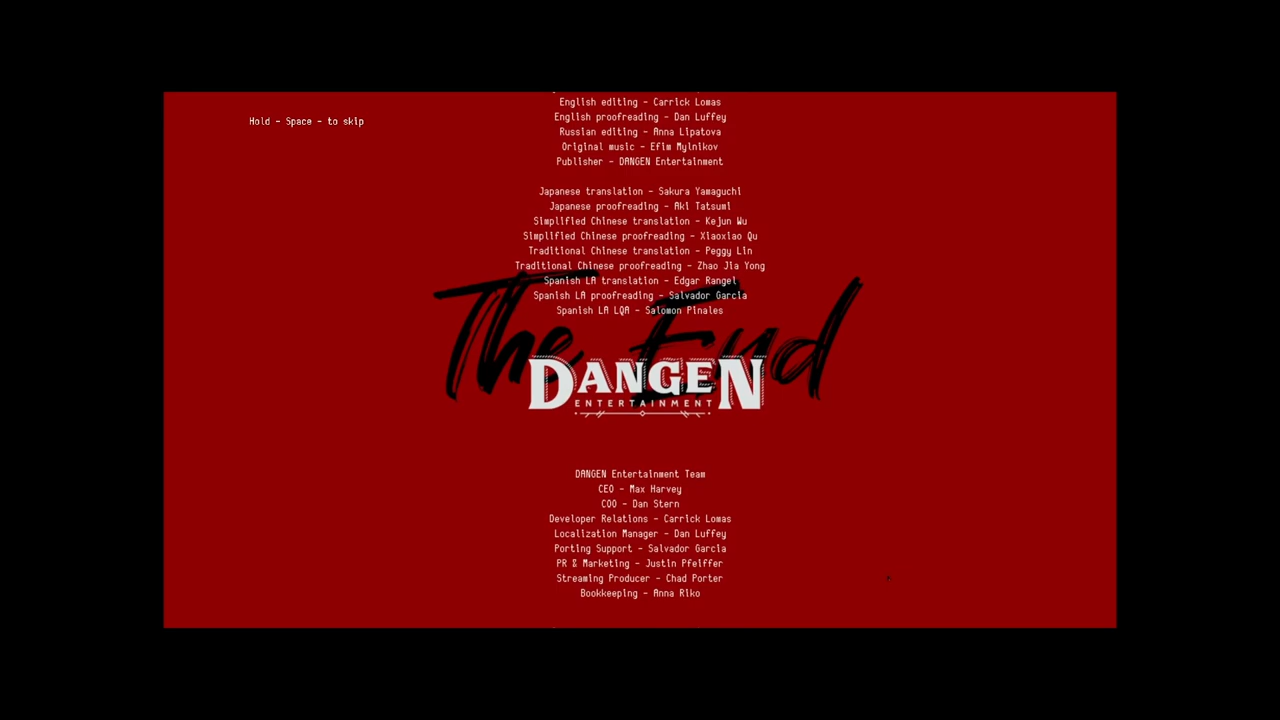 Hold - Space - to skip
English editing - Carrick Lomas
English proofreading - Dan Luffey
Russian editing - Anna Lipatova
Original music - Efim Mylnikov
Publisher - DANGEN Entertainment
Japanese translation - Sakura Yamaguchi
Japanese proofreading - Aki Tatsumi
Simplified Chinese translation - Kejun Wu
Simplified Chinese proofreading - Xiaoxiao Qu
Traditional Chinese translation - Peggy Lin
Traditional Chinese proofreading - Zhao Jia Yong
Spanish LA translation - Edgar Rangel
Spanish LA proofreading - Salvador Garcia
Spanish LA LQA - Salomon Pinales
The End
DANGEN
ENTERTAINMENT
DANGEN Entertainment Team
CEO - Max Harvey
COO - Dan Stern
Developer Relations - Carrick Lomas
Localization Manager - Dan Luffey
Porting Support - Salvador Garcia
PR & Marketing - Justin Pfeiffer
Streaming Producer - Chad Porter
Bookkeeping - Anna Riko